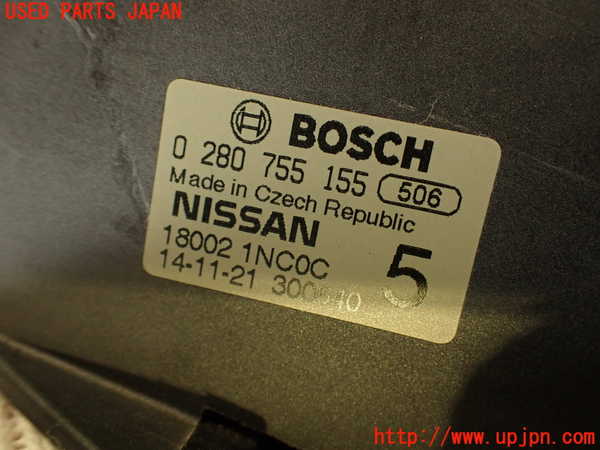 USED PARTS JAPAN
BOSCH
0 280 755 155 506
Made in Czech Republic
NISSAN
18002 1NC0C
14-11-21 300640
5
http://www.upjpn.com/